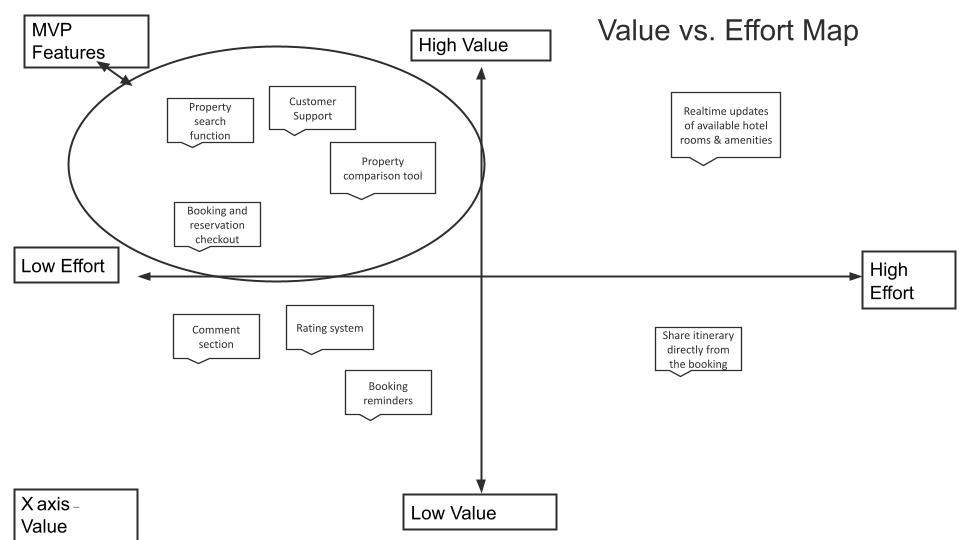 Value vs. Effort Map
MVP
Features
High Value
Property
search
function
Customer
Support
Property
comparison tool
Realtime updates
of available hotel
rooms & amenities
Booking and
reservation
checkout
Low Effort
High
Effort
Comment
section
Rating system
Booking
reminders
Share itinerary
directly from
the booking
X axis –
Value
Low Value